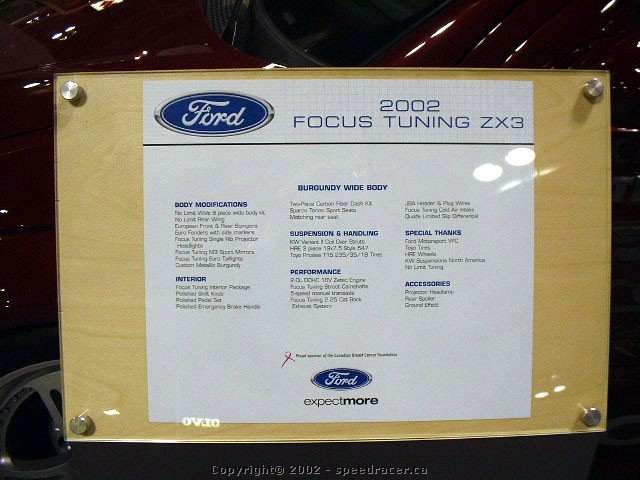 Ford
2002
FOCUS TUNING ZX3
BURGUNDY WIDE BODY
BODY MODIFICATIONS
No Limit Wide 8 piece wide body kit
No Limit Rear Wing
European Front & Rear Bumpers
Euro Fenders with side markers
Focus Tuning Single Rib Projector
Headlights
Focus Tuning M3 Sport Mirrors
Focus Tuning Euro Taillights
Custom Metallic Burgundy
INTERIOR
Focus Tuning Interior Package
Polished Shift Knob
Polished Pedal Set
Polished Emergency Brake Handle
Two-Piece Carbon Fiber Dash Kit
Sparco Torino Sport Seats
Matching rear seat
SUSPENSION & HANDLING
KW Variant II Coil Over Struts
HRE 3 piece 19x7.5 Style 547
Toyo Proxies T1S 235/35/19 Tires
PERFORMANCE
2.0L DOHC 16V Zetec Engine
Focus Tuning Street Camshafts
5-speed manual transaxle
Focus Tuning 2.25 Cat Back
Exhaust System
JBA Header & Plug Wires
Focus Tuning Cold Air Intake
Quaife Limited Slip Differential
SPECIAL THANKS
Ford Motorsport VPC
Toyo Tires
HRE Wheels
KW Suspensions North America
No Limit Tuning
ACCESSORIES
Projector Headlamp
Rear Spoiler
Ground Effect
Proud sponsor of the Canadian Breast Cancer Foundation
Ford
expectmore
Copyright© 2002 - speedracer.ca